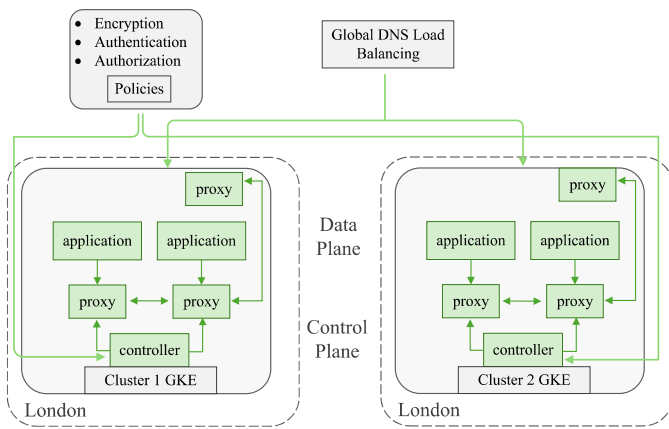 Encryption
Authentication
Authorization
Policies
Global DNS Load
Balancing
proxy
application
application
proxy
proxy
controller
Cluster 1 GKE
London
Data
Plane
Control
Plane
proxy
application
application
proxy
proxy
controller
Cluster 2 GKE
London